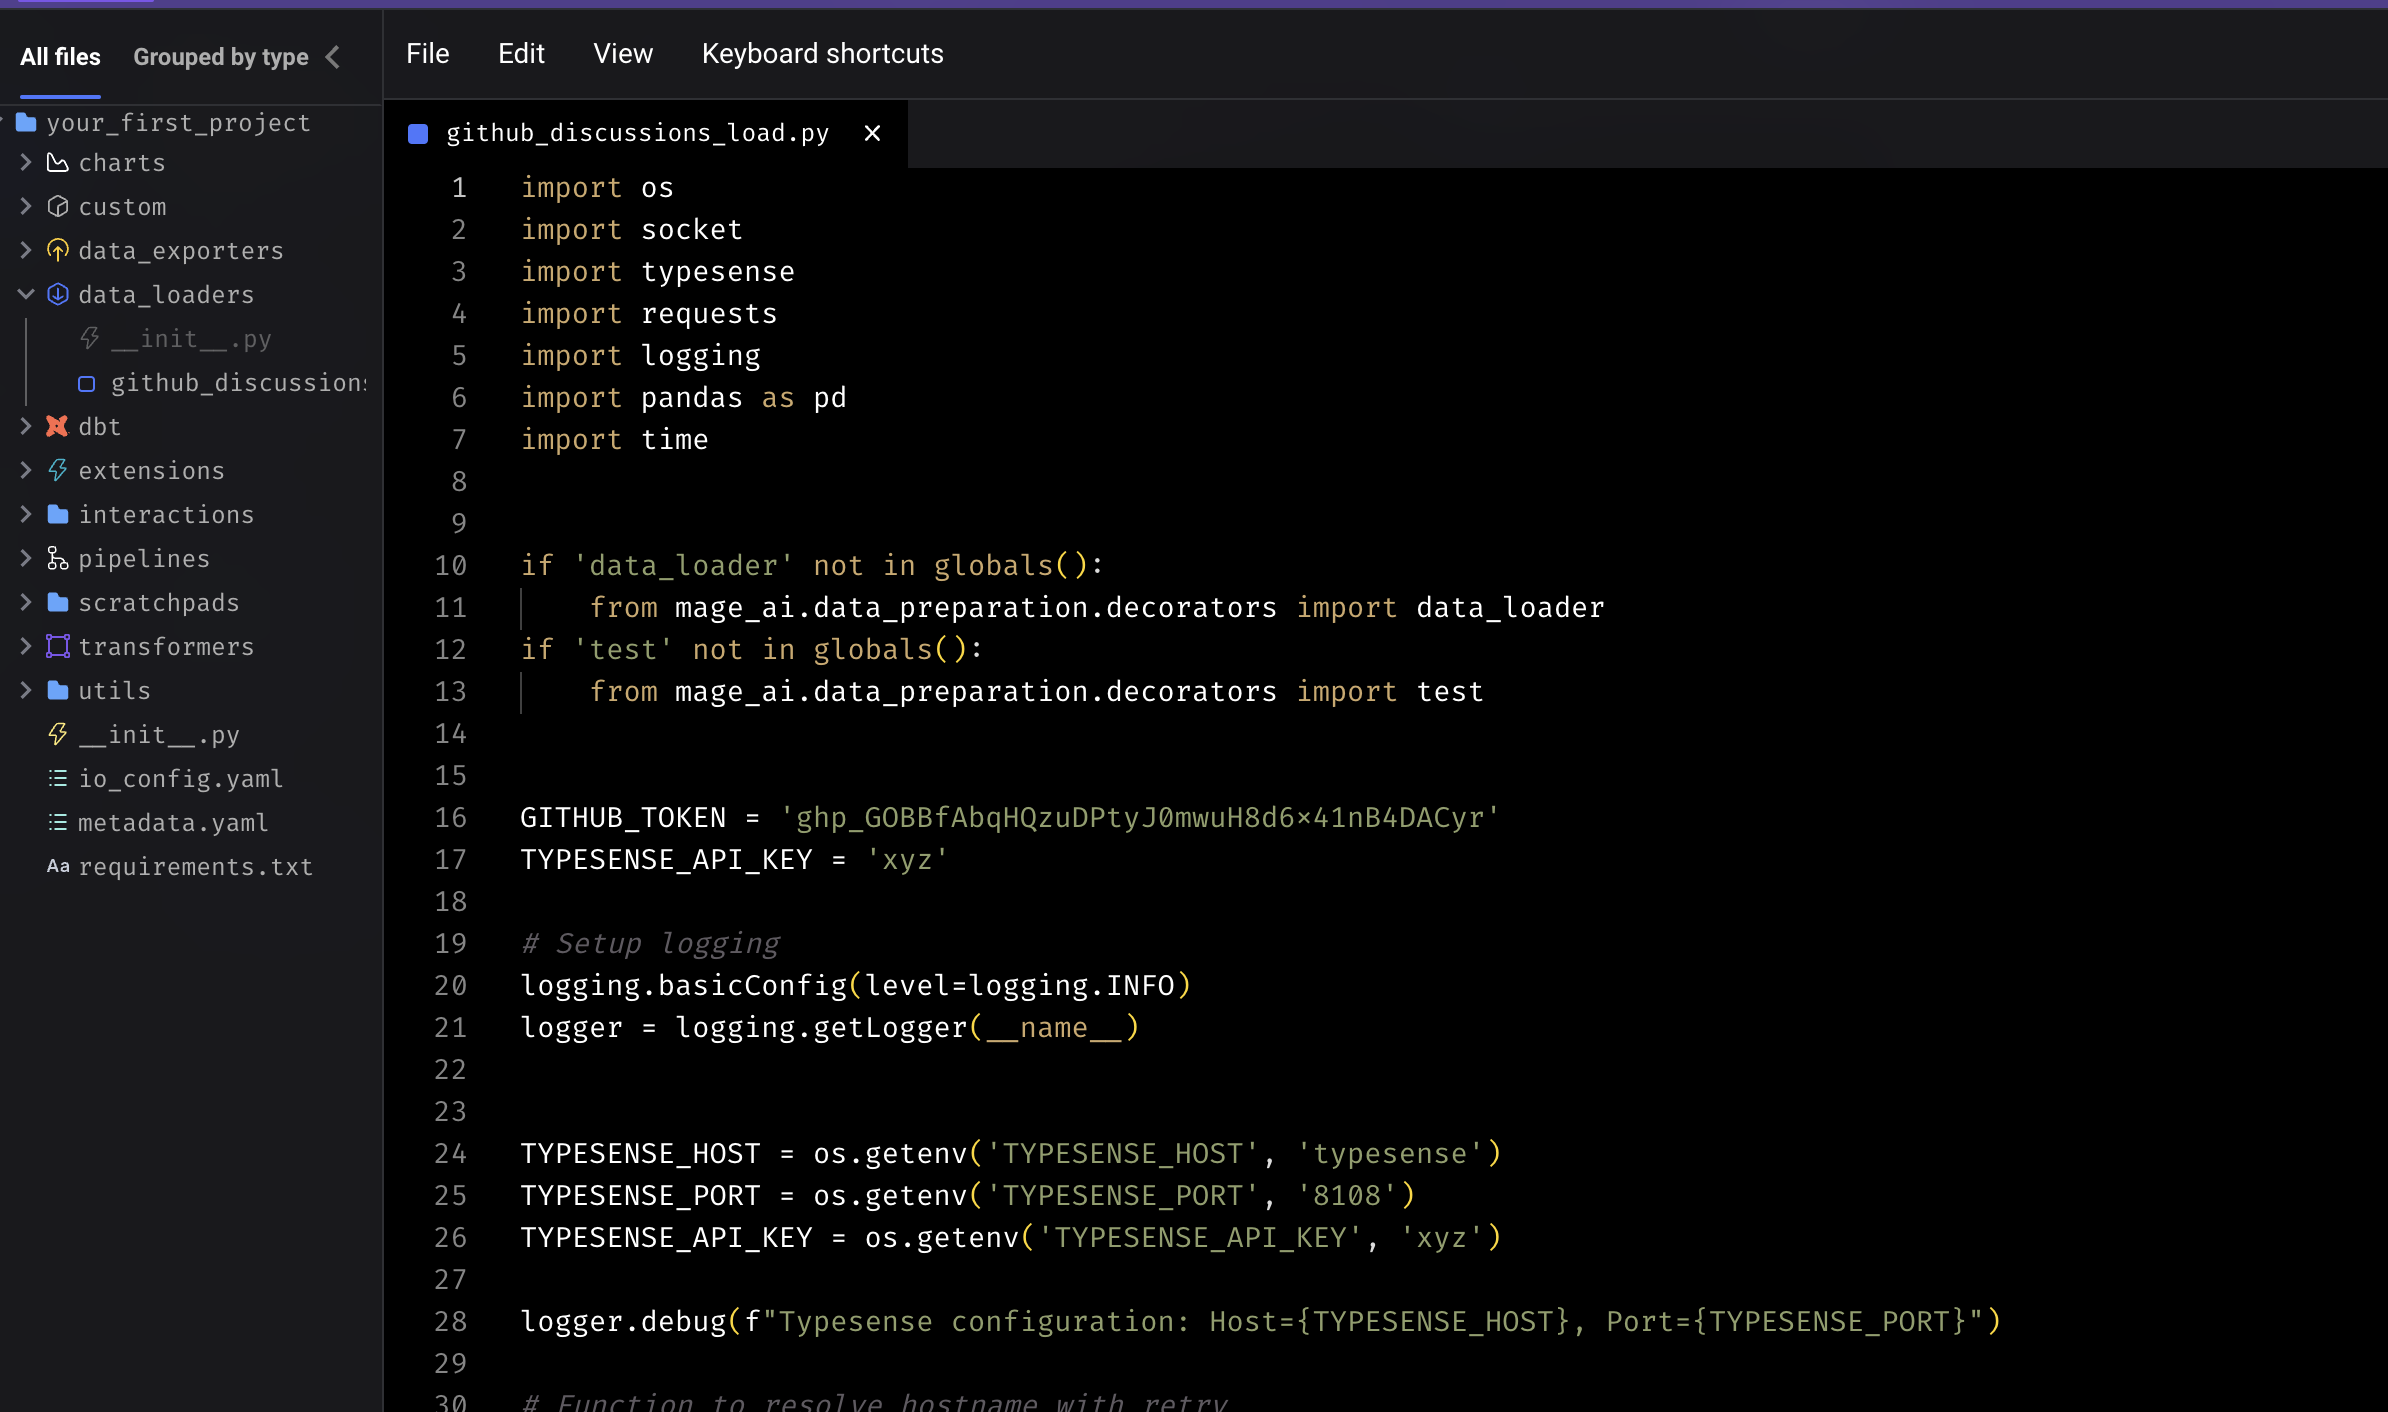 All files
Grouped by type
your_first_project
charts
custom
data_exporters
data_loaders
__init__.py
github_discussions
dbt
extensions
interactions
pipelines
scratchpads
transformers
utils
__init__.py
io_config.yaml
metadata.yaml
Aa requirements.txt
File Edit View Keyboard shortcuts
github_discussions_load.py ×
1 import os
2 import socket
3 import typesense
4 import requests
5 import logging
6 import pandas as pd
7 import time
8
9
10 if 'data_loader' not in globals():
11     from mage_ai.data_preparation.decorators import data_loader
12 if 'test' not in globals():
13     from mage_ai.data_preparation.decorators import test
14
15
16 GITHUB_TOKEN = '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'
17 TYPESENSE_API_KEY = 'xyz'
18
19 # Setup logging
20 logging.basicConfig(level=logging.INFO)
21 logger = logging.getLogger(__name__)
22
23
24 TYPESENSE_HOST = os.getenv('TYPESENSE_HOST', 'typesense')
25 TYPESENSE_PORT = os.getenv('TYPESENSE_PORT', '8108')
26 TYPESENSE_API_KEY = os.getenv('TYPESENSE_API_KEY', 'xyz')
27
28 logger.debug(f"Typesense configuration: Host={TYPESENSE_HOST}, Port={TYPESENSE_PORT}")
29
30 # Function to resolve hostname with retry